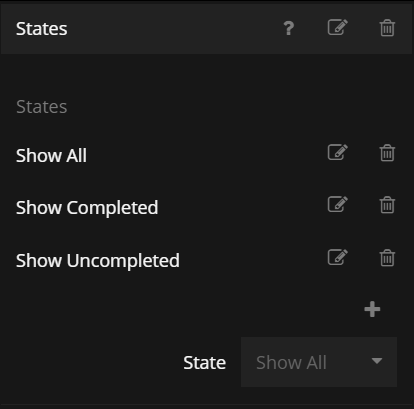 States ?
States
Show All
Show Completed
Show Uncompleted
State Show All